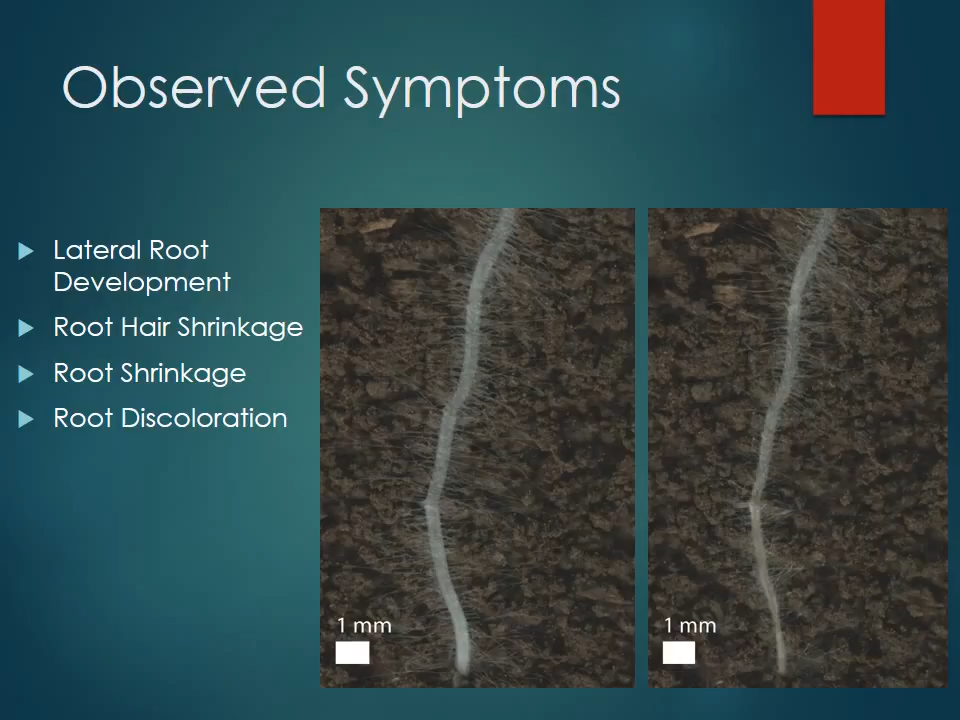 Observed Symptoms
Lateral Root
Development
Root Hair Shrinkage
Root Shrinkage
Root Discoloration
1 mm
1 mm